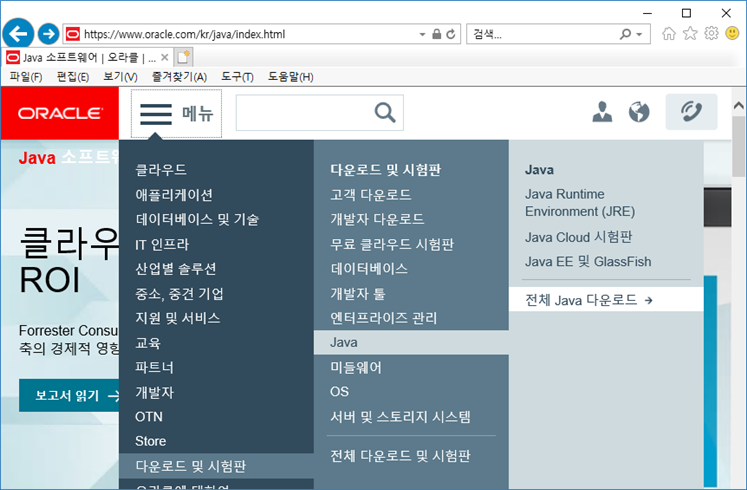 https://www.oracle.com/kr/java/index.html
검색...
Java 소프트웨어 | 오라클 | ...
파일(F) 편집(E) 보기(V) 즐겨찾기(A) 도구(T) 도움말(H)
ORACLE
메뉴
Java 소프트웨
클라우
ROI
Forrester Consu
축의 경제적 영향
보고서 읽기 →
클라우드
애플리케이션
데이터베이스 및 기술
IT 인프라
산업별 솔루션
중소, 중견 기업
지원 및 서비스
교육
파트너
개발자
OTN
Store
다운로드 및 시험판
오라클에 대하여
다운로드 및 시험판
고객 다운로드
개발자 다운로드
무료 클라우드 시험판
데이터베이스
개발자 툴
엔터프라이즈 관리
Java
미들웨어
OS
서버 및 스토리지 시스템
전체 다운로드 및 시험판
Java
Java Runtime
Environment (JRE)
Java Cloud 시험판
Java EE 및 GlassFish
전체 Java 다운로드 →